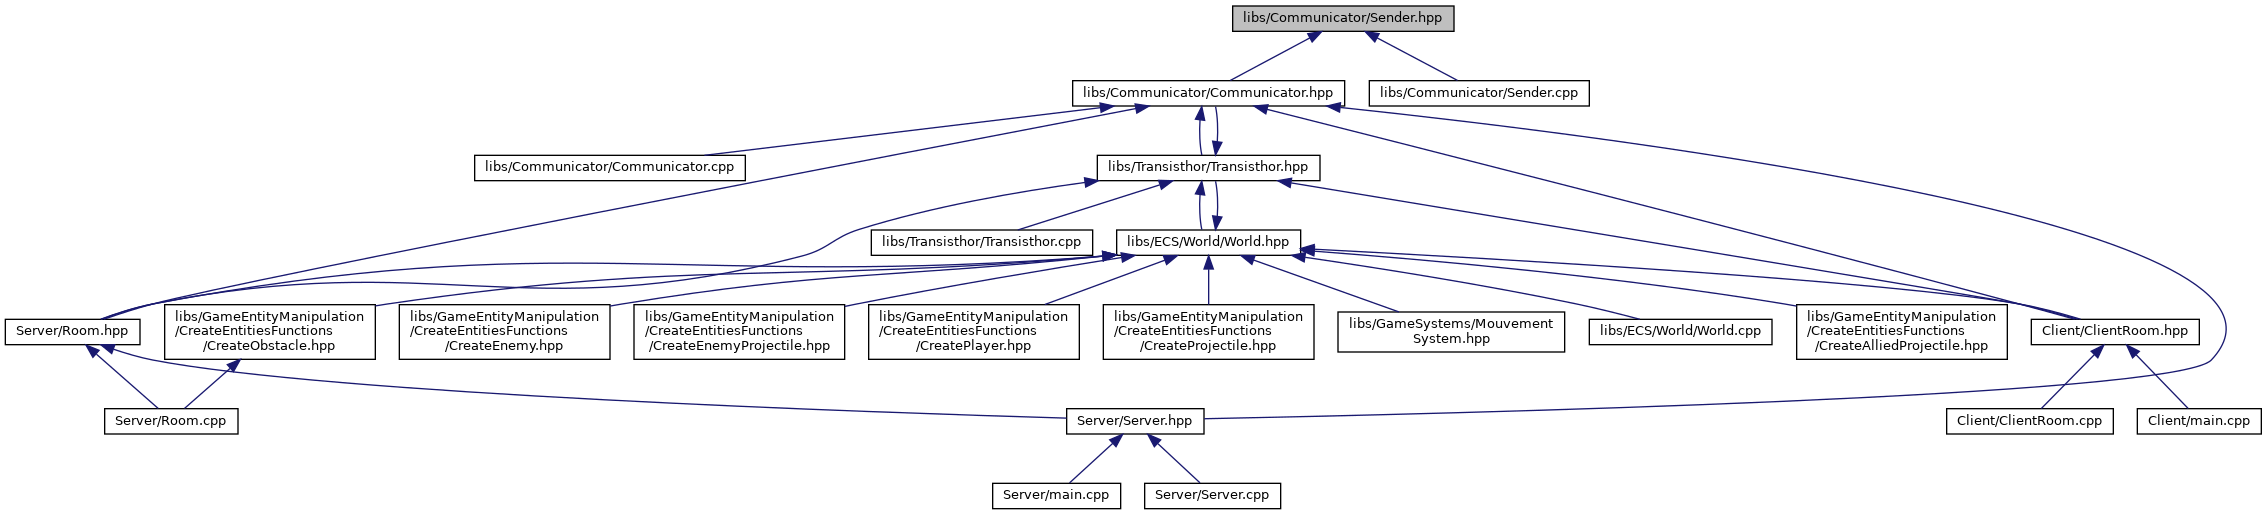 libs/Communicator/Sender.hpp
libs/Communicator/Communicator.hpp
libs/Communicator/Sender.cpp
libs/Communicator/Communicator.cpp
libs/Transisthor/Transisthor.hpp
libs/Transisthor/Transisthor.cpp
libs/ECS/World/World.hpp
Server/Room.hpp
libs/GameEntityManipulation
/CreateEntitiesFunctions
/CreateObstacle.hpp
libs/GameEntityManipulation
/CreateEntitiesFunctions
/CreateEnemy.hpp
libs/GameEntityManipulation
/CreateEntitiesFunctions
/CreateEnemyProjectile.hpp
libs/GameEntityManipulation
/CreateEntitiesFunctions
/CreatePlayer.hpp
libs/GameEntityManipulation
/CreateEntitiesFunctions
/CreateProjectile.hpp
libs/GameSystems/Mouvement
System.hpp
libs/ECS/World/World.cpp
libs/GameEntityManipulation
/CreateEntitiesFunctions
/CreateAlliedProjectile.hpp
Client/ClientRoom.hpp
Server/Room.cpp
Server/Server.hpp
Client/ClientRoom.cpp
Client/main.cpp
Server/main.cpp
Server/Server.cpp